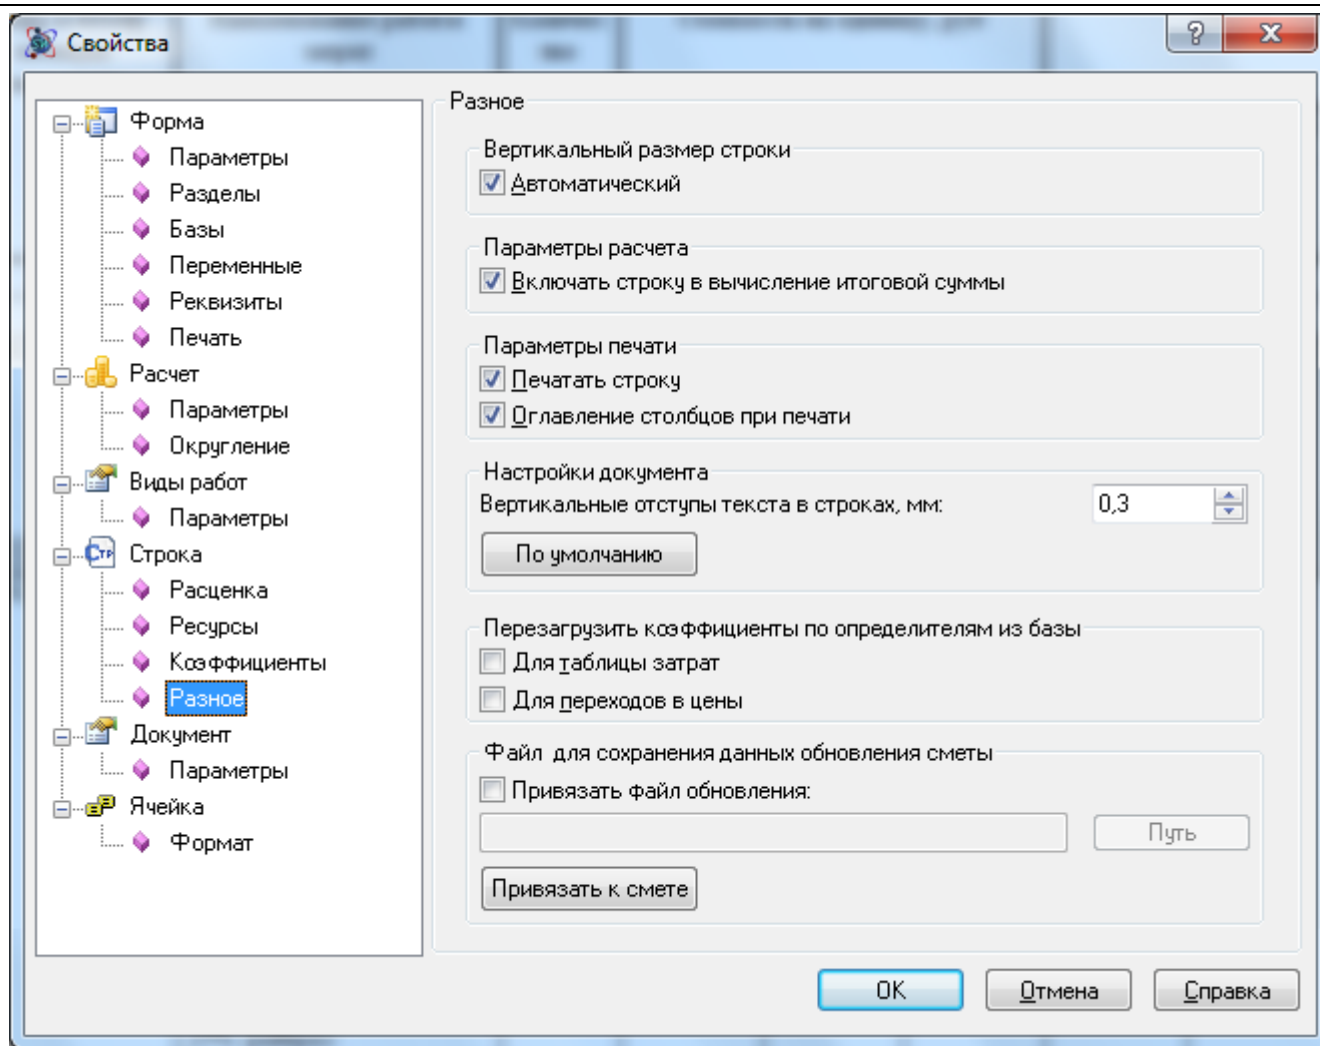 Свойства
Форма
Параметры
Разделы
Базы
Переменные
Реквизиты
Печать
Расчет
Параметры
Округление
Виды работ
Параметры
Строка
Расценка
Ресурсы
Коэффициенты
Разное
Документ
Параметры
Ячейка
Формат
Разное
Вертикальный размер строки
Автоматический
Параметры расчета
Включать строку в вычисление итоговой суммы
Параметры печати
Печатать строку
Оглавление столбцов при печати
Настройки документа
Вертикальные отступы текста в строках, мм: 0,3
По умолчанию
Перезагрузить коэффициенты по определителям из базы
Для таблицы затрат
Для переходов в цены
Файл для сохранения данных обновления сметы
Привязать файл обновления:
Путь
Привязать к смете
OK Отмена Справка